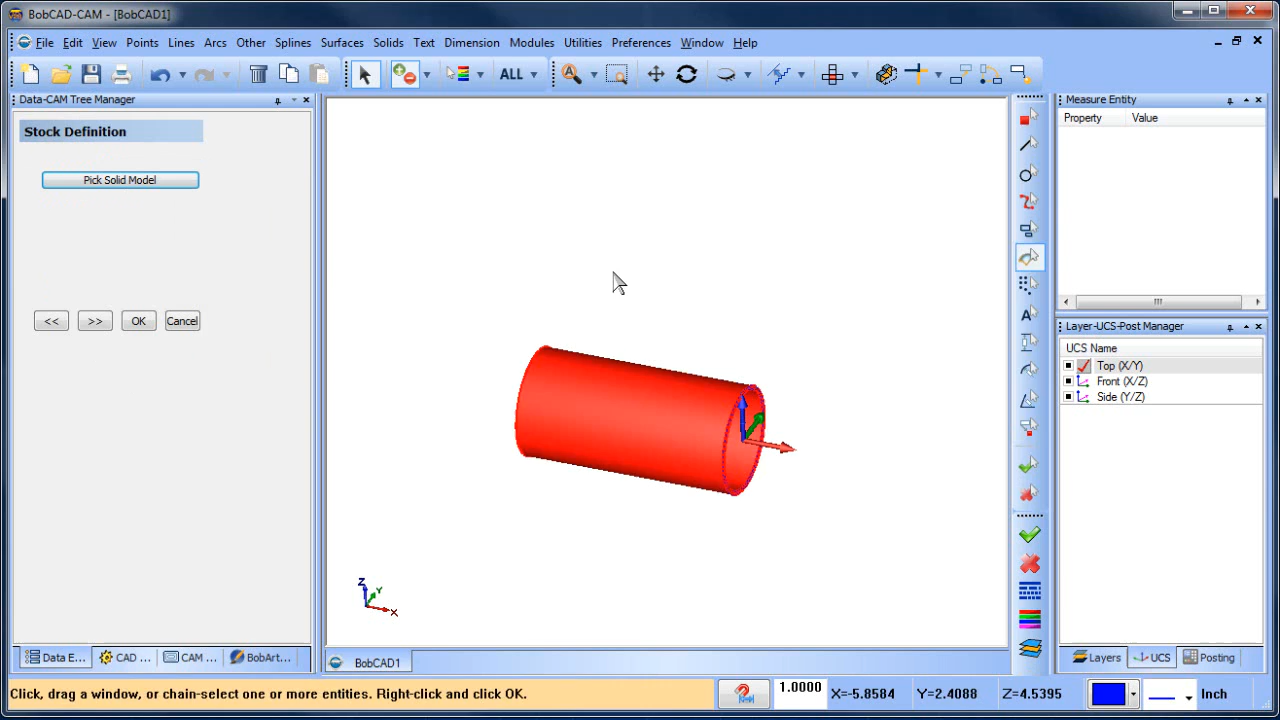 BobCAD-CAM - [BobCAD1]
File Edit View Points Lines Arcs Other Splines Surfaces Solids Text Dimension Modules Utilities Preferences Window Help
ALL
Data-CAM Tree Manager
Stock Definition
Pick Solid Model
<< >> OK Cancel
Z
Y
X
BobCAD1
A
Measure Entity
Property Value
Layer-UCS-Post Manager
UCS Name
Top (X/Y)
Front (X/Z)
Side (Y/Z)
Data E... CAD ... CAM ... BobArt...
Layers UCS Posting
Click, drag a window, or chain-select one or more entities. Right-click and click OK.
1.0000 X=-5.8584 Y=2.4088 Z=4.5395 Inch